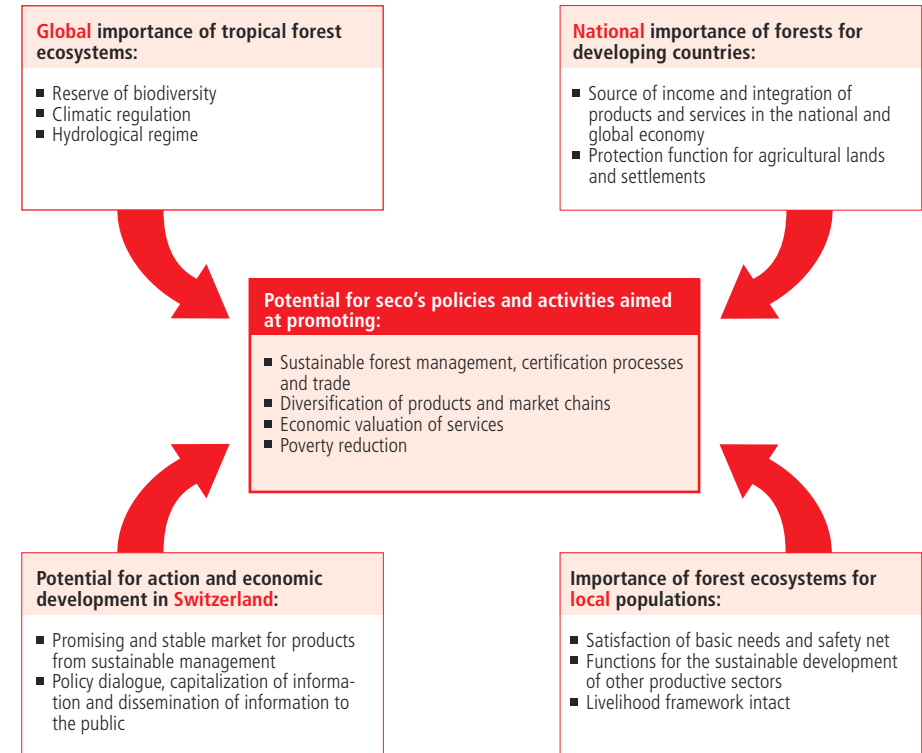 Global importance of tropical forest
ecosystems:
■ Reserve of biodiversity
■ Climatic regulation
■ Hydrological regime
National importance of forests for
developing countries:
■ Source of income and integration of
products and services in the national and
global economy
■ Protection function for agricultural lands
and settlements
Potential for seco’s policies and activities aimed
at promoting:
■ Sustainable forest management, certification processes
and trade
■ Diversification of products and market chains
■ Economic valuation of services
■ Poverty reduction
Potential for action and economic
development in Switzerland:
■ Promising and stable market for products
from sustainable management
■ Policy dialogue, capitalization of informa-
tion and dissemination of information to
the public
Importance of forest ecosystems for
local populations:
■ Satisfaction of basic needs and safety net
■ Functions for the sustainable development
of other productive sectors
■ Livelihood framework intact